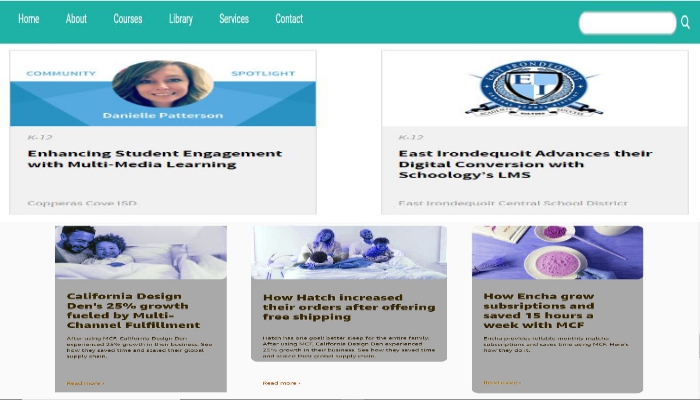 Home About Courses Library Services Contact
COMMUNITY SPOTLIGHT
Danielle Patterson
EAST IRONDEQUOIT
EI
K-12
Enhancing Student Engagement
with Multi-Media Learning
Copperas Cove ISD
K-12
East Irondequoit Advances their
Digital Conversion with
Schoology's LMS
East Irondequoit Central School District
California Design
Den's 25% growth
fueled by Multi-
Channel Fulfillment
After using MCF, California Design Den
experienced 25% growth in their business. See
how they saved time and scaled their global
supply chain.
Read more ›
How Hatch increased
their orders after offering
free shipping
Hatch has one goal: better sleep for the entire family.
After using MCF, California Design Den experienced
25% growth in their business. See how they saved time
and scaled their global supply chain.
Read more ›
How Encha grew
subsriptions and
saved 15 hours a
week with MCF
Encha provides reliable monthly matcha
subscriptions and saves time using MCF. Here's
how they do it.
Read more ›